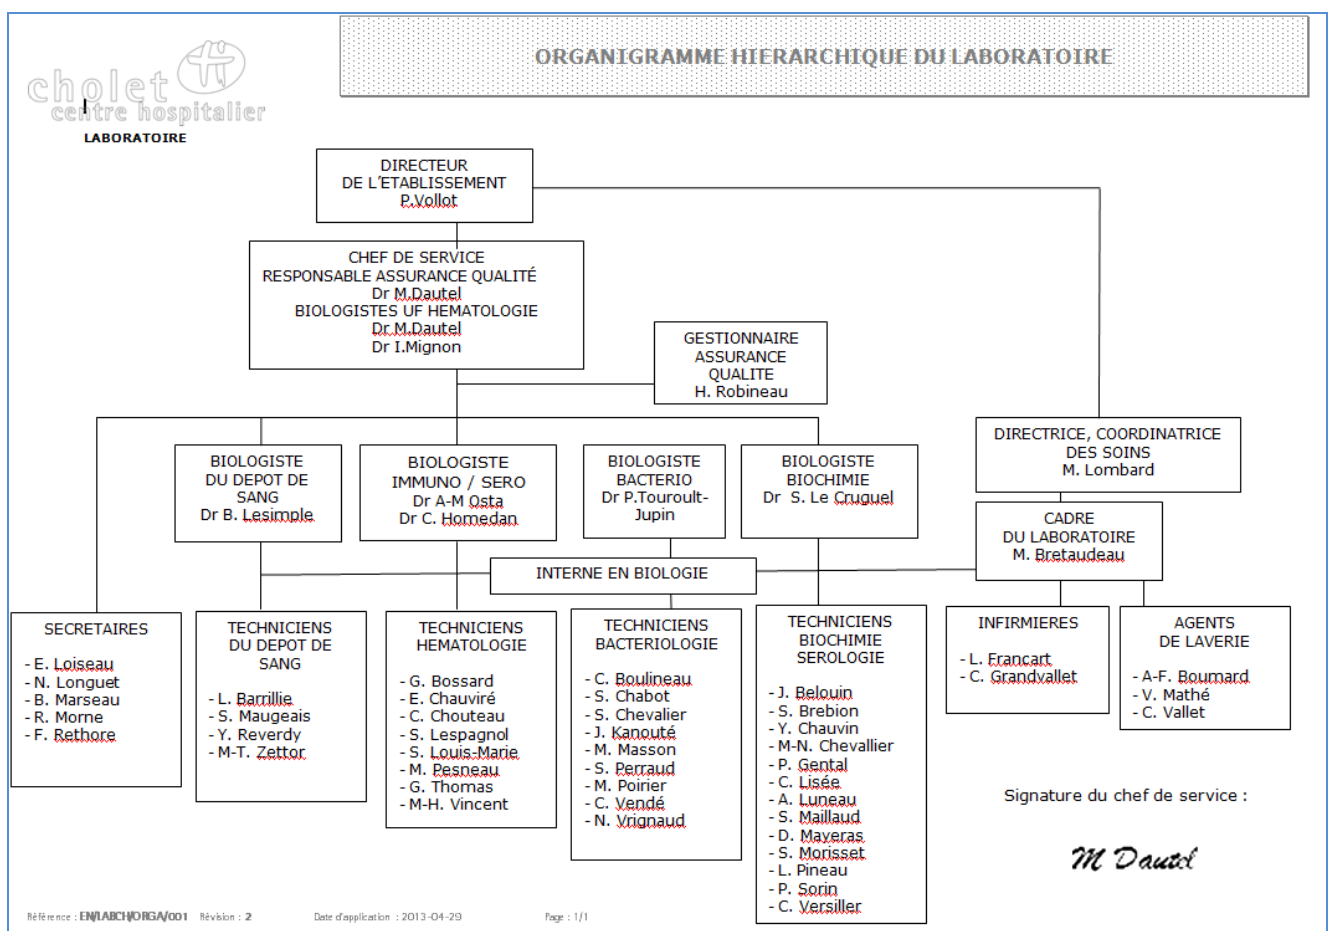 ORGANIGRAMME HIERARCHIQUE DU LABORATOIRE
cholet
centre hospitalier
LABORATOIRE
DIRECTEUR
DE L'ETABLISSEMENT
P.Vollot
CHEF DE SERVICE
RESPONSABLE ASSURANCE QUALITÉ
Dr M.Dautel
BIOLOGISTES UF HEMATOLOGIE
Dr M.Dautel
Dr I.Mignon
GESTIONNAIRE
ASSURANCE
QUALITE
H. Robineau
DIRECTRICE, COORDINATRICE
DES SOINS
M. Lombard
BIOLOGISTE
DU DEPOT DE
SANG
Dr B. Lesimple
BIOLOGISTE
IMMUNO / SERO
Dr A-M Osta
Dr C. Homedan
BIOLOGISTE
BACTERIO
Dr P.Touroult-
Jupin
BIOLOGISTE
BIOCHIMIE
Dr S. Le Cruguel
CADRE
DU LABORATOIRE
M. Bretaudeau
INTERNE EN BIOLOGIE
SECRETAIRES
- E. Loiseau
- N. Longuet
- B. Marseau
- R. Morne
- F. Rethore
TECHNICIENS
DU DEPOT DE
SANG
- L. Barrillie
- S. Maugeais
- Y. Reverdy
- M-T. Zettor
TECHNICIENS
HEMATOLOGIE
- G. Bossard
- E. Chauviré
- C. Chouteau
- S. Lespagnol
- S. Louis-Marie
- M. Pesneau
- G. Thomas
- M-H. Vincent
TECHNICIENS
BACTERIOLOGIE
- C. Boulineau
- S. Chabot
- S. Chevalier
- J. Kanouté
- M. Masson
- S. Perraud
- M. Poirier
- C. Vendé
- N. Vrignaud
TECHNICIENS
BIOCHIMIE
SEROLOGIE
- J. Belouin
- S. Brebion
- Y. Chauvin
- M-N. Chevallier
- P. Gental
- C. Lisée
- A. Luneau
- S. Maillaud
- D. Mayeras
- S. Morisset
- L. Pineau
- P. Sorin
- C. Versiller
INFIRMIERES
- L. Francart
- C. Grandvallet
AGENTS
DE LAVERIE
- A-F. Boumard
- V. Mathé
- C. Vallet
Signature du chef de service :
M Dautel
Référence : EN/LABCH/ORGA/001 Révision : 2 Date d'application : 2013-04-29 Page : 1/1